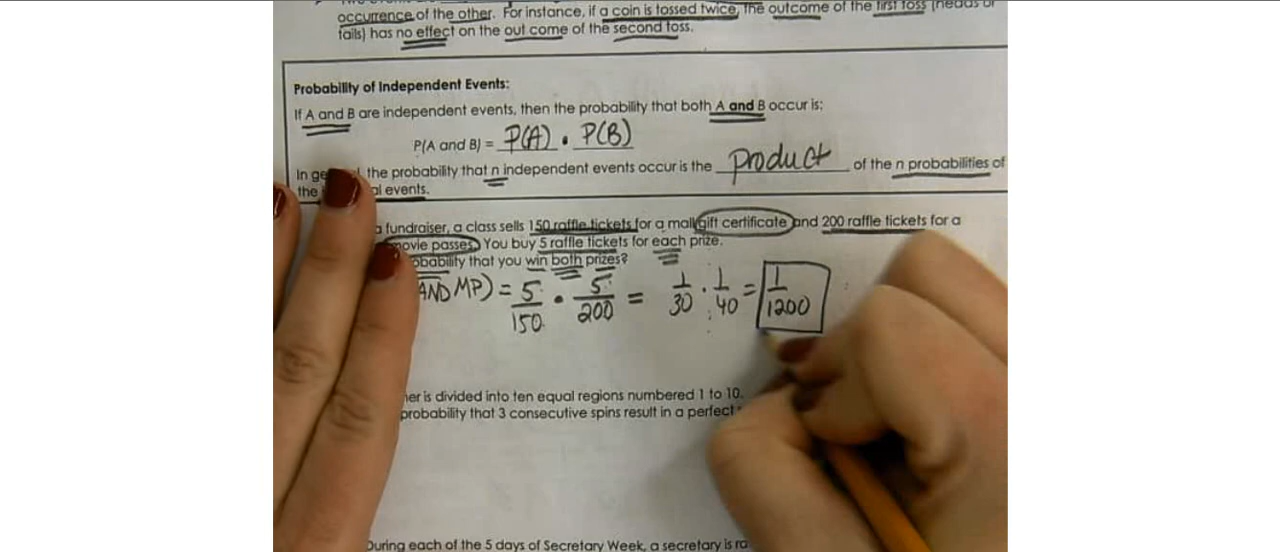 occurrence of the other. For instance, if a coin is tossed twice, the outcome of the first toss (heads or
tails) has no effect on the out come of the second toss.
Probability of Independent Events:
If A and B are independent events, then the probability that both A and B occur is:
P(A and B) = P(A) · P(B)
In the probability that n independent events occur is the product of the n probabilities of
the events.
a fundraiser, a class sells 150 raffle tickets for a mall gift certificate and 200 raffle tickets for a
movie passes. You buy 5 raffle tickets for each prize.
that you win both prizes?
AND MP) = 5/150 · 5/200 = 1/30 · 1/40 = 1/1200
is divided into ten equal regions numbered 1 to 10.
probability that 3 consecutive spins result in a perfect
During each of the 5 days of Secretary Week, a secretary is